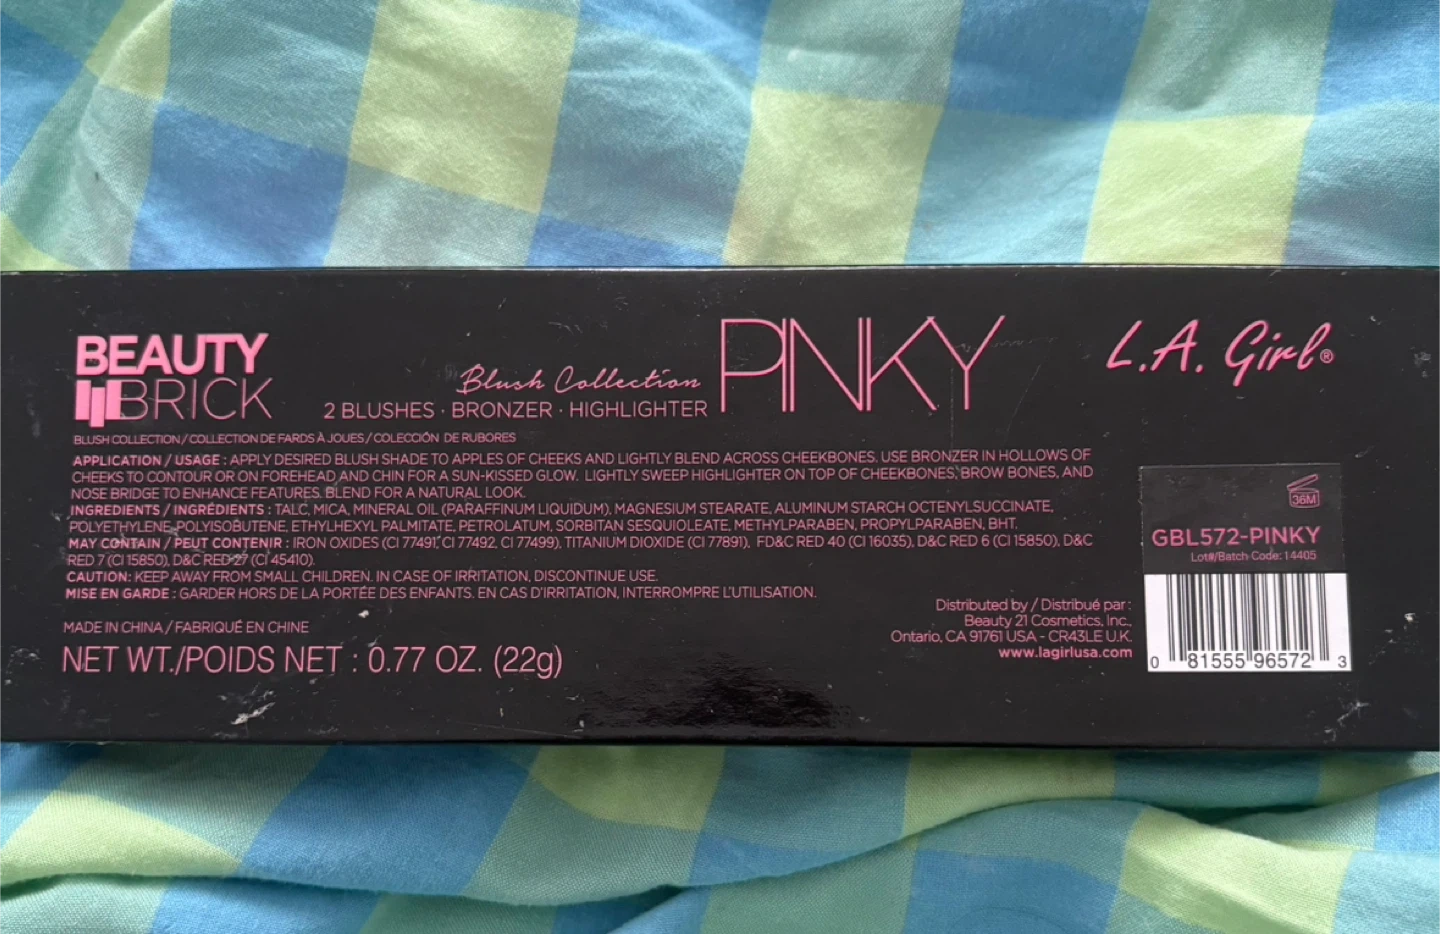 BEAUTY
BRICK
Blush Collection
2 BLUSHES · BRONZER · HIGHLIGHTER
PINKY
L.A. Girl®
BLUSH COLLECTION / COLLECTION DE FARDS À JOUES / COLECCIÓN DE RUBORES
APPLICATION / USAGE : APPLY DESIRED BLUSH SHADE TO APPLES OF CHEEKS AND LIGHTLY BLEND ACROSS CHEEKBONES. USE BRONZER IN HOLLOWS OF
CHEEKS TO CONTOUR OR ON FOREHEAD AND CHIN FOR A SUN-KISSED GLOW. LIGHTLY SWEEP HIGHLIGHTER ON TOP OF CHEEKBONES, BROW BONES, AND
NOSE BRIDGE TO ENHANCE FEATURES. BLEND FOR A NATURAL LOOK.
INGREDIENTS / INGRÉDIENTS : TALC, MICA, MINERAL OIL (PARAFFINUM LIQUIDUM), MAGNESIUM STEARATE, ALUMINUM STARCH OCTENYLSUCCINATE,
POLYETHYLENE, POLYISOBUTENE, ETHYLHEXYL PALMITATE, PETROLATUM, SORBITAN SESQUIOLEATE, METHYLPARABEN, PROPYLPARABEN, BHT.
MAY CONTAIN / PEUT CONTENIR : IRON OXIDES (CI 77491, CI 77492, CI 77499), TITANIUM DIOXIDE (CI 77891), FD&C RED 40 (CI 16035), D&C RED 6 (CI 15850), D&C
RED 7 (CI 15850), D&C RED 27 (CI 45410).
CAUTION: KEEP AWAY FROM SMALL CHILDREN. IN CASE OF IRRITATION, DISCONTINUE USE.
MISE EN GARDE : GARDER HORS DE LA PORTÉE DES ENFANTS. EN CAS D'IRRITATION, INTERROMPRE L'UTILISATION.
MADE IN CHINA / FABRIQUÉ EN CHINE
NET WT./POIDS NET : 0.77 OZ. (22g)
Distributed by / Distribué par :
Beauty 21 Cosmetics, Inc.,
Ontario, CA 91761 USA - CR43LE U.K.
www.lagirlusa.com
36M
GBL572-PINKY
Lot#/Batch Code: 14405
0 81555 96572 3